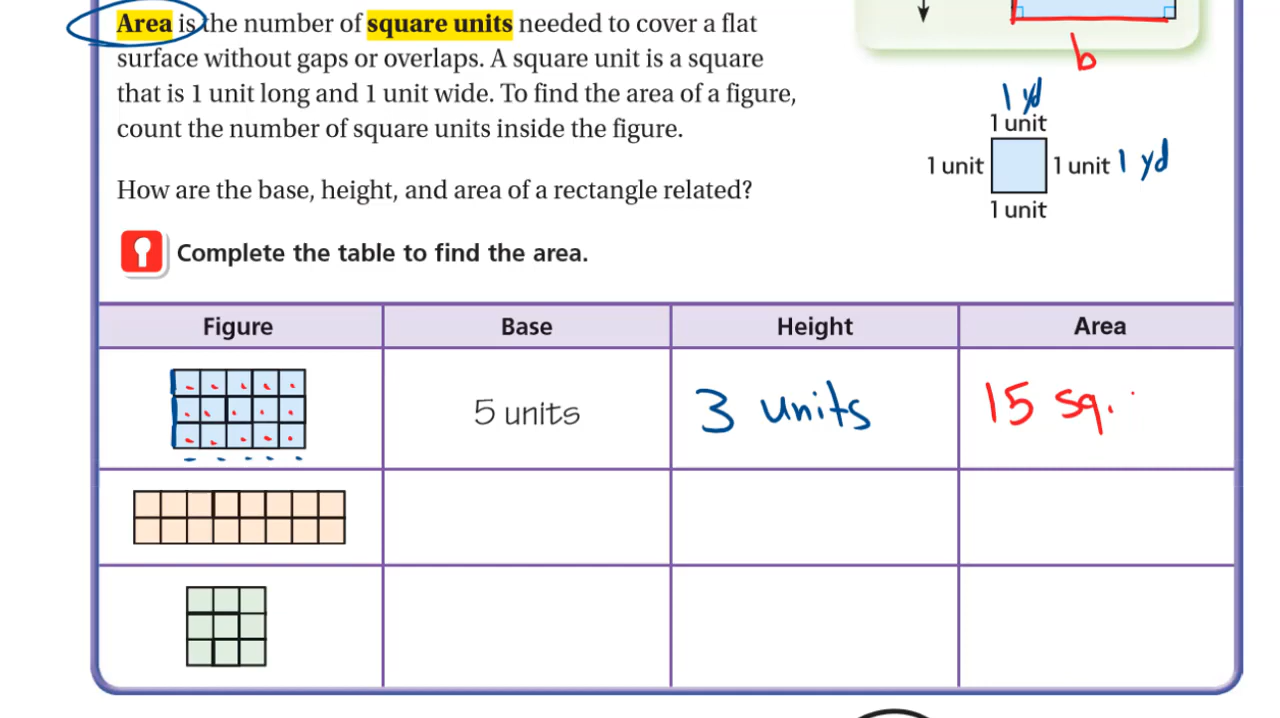 Area is the number of square units needed to cover a flat
surface without gaps or overlaps. A square unit is a square
that is 1 unit long and 1 unit wide. To find the area of a figure,
count the number of square units inside the figure.
How are the base, height, and area of a rectangle related?
b
1 yd
1 unit
1 unit
1 unit 1 yd
1 unit
Complete the table to find the area.
Figure Base Height Area
5 units 3 units 15 sq.